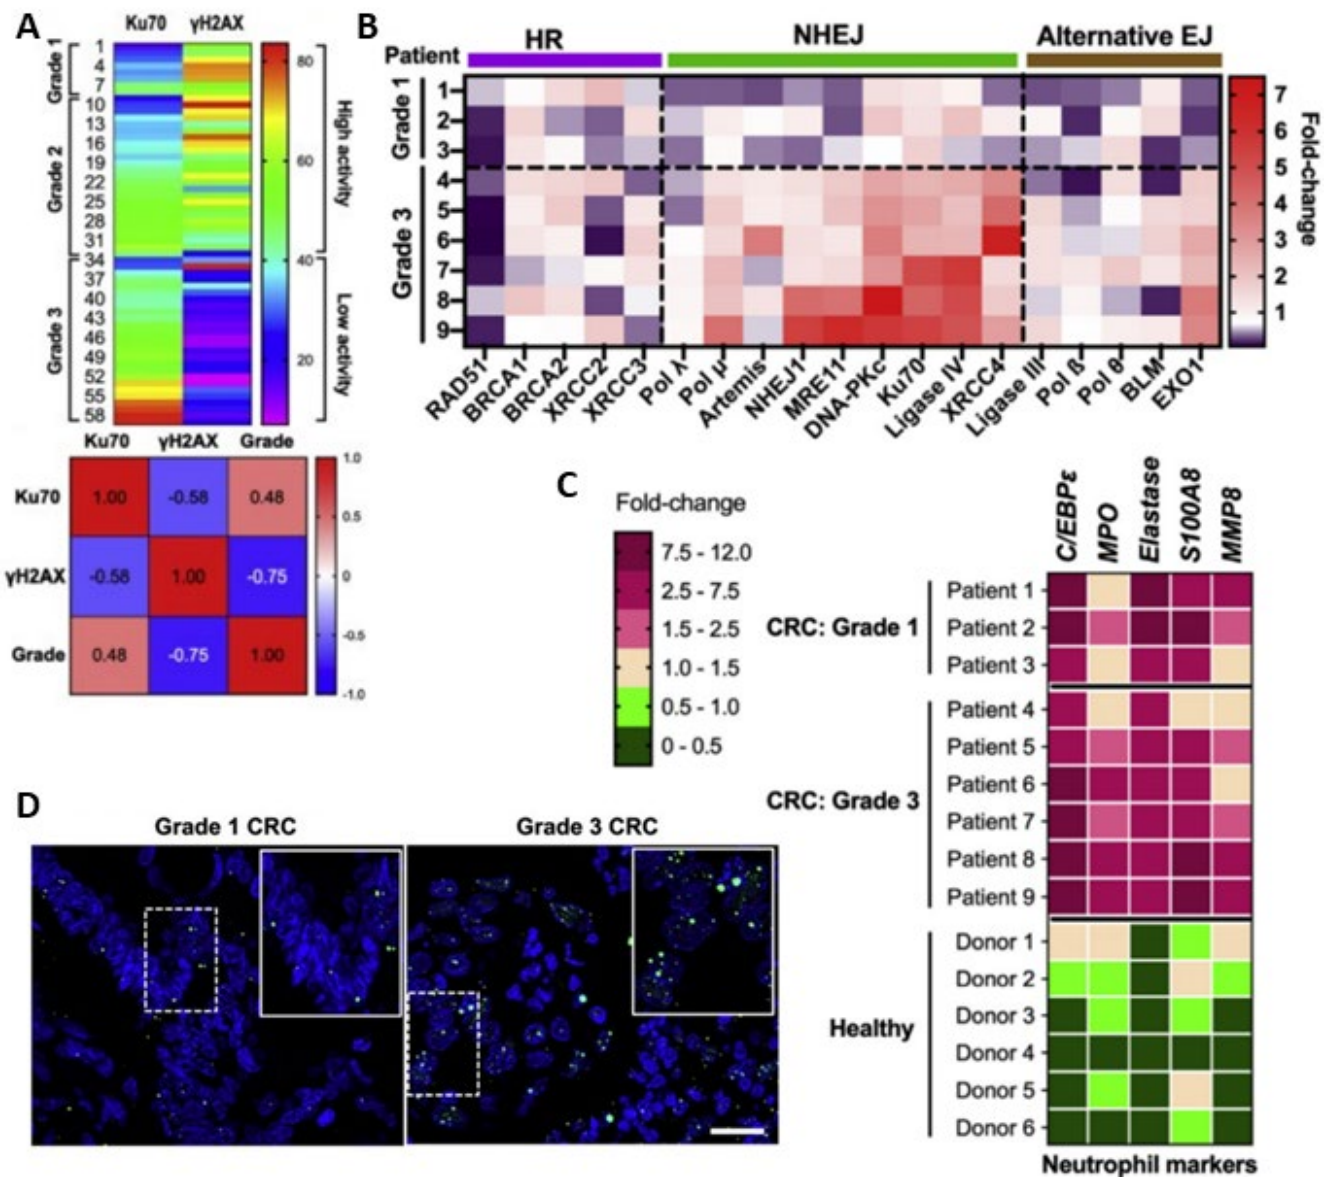 A
Ku70 γH2AX
Grade 1
Grade 2
Grade 3
1
4
7
10
13
16
19
22
25
28
31
34
37
40
43
46
49
52
55
58
80
60
40
20
High activity
Low activity
Ku70 γH2AX Grade
Ku70 1.00 -0.58 0.48
γH2AX -0.58 1.00 -0.75
Grade 0.48 -0.75 1.00
1.0
0.5
0
-0.5
-1.0
B
HR NHEJ Alternative EJ
Patient
Grade 1
Grade 3
1
2
3
4
5
6
7
8
9
RAD51 BRCA1 BRCA2 XRCC2 XRCC3 Pol λ Pol μ Artemis NHEJ1 MRE11 DNA-PKc Ku70 Ligase IV XRCC4 Ligase III Pol ß Pol θ BLM EXO1
7
6
5
4
3
2
1
Fold-change
C
Fold-change
7.5 - 12.0
2.5 - 7.5
1.5 - 2.5
1.0 - 1.5
0.5 - 1.0
0 - 0.5
C/EBPε MPO Elastase S100A8 MMP8
CRC: Grade 1
Patient 1
Patient 2
Patient 3
CRC: Grade 3
Patient 4
Patient 5
Patient 6
Patient 7
Patient 8
Patient 9
Healthy
Donor 1
Donor 2
Donor 3
Donor 4
Donor 5
Donor 6
Neutrophil markers
D
Grade 1 CRC Grade 3 CRC